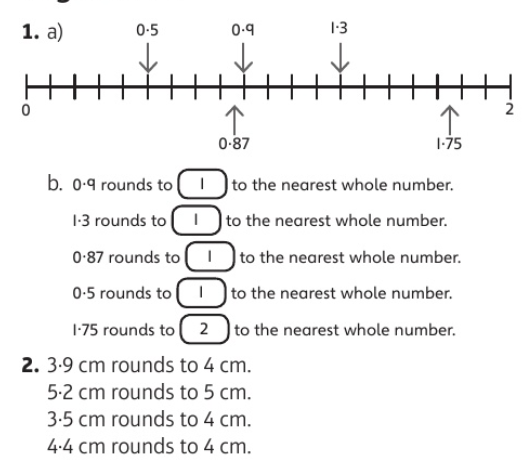 1. a) 0·5 0·9 1·3
0 2
0·87 1·75
b. 0·9 rounds to 1 to the nearest whole number.
1·3 rounds to 1 to the nearest whole number.
0·87 rounds to 1 to the nearest whole number.
0·5 rounds to 1 to the nearest whole number.
1·75 rounds to 2 to the nearest whole number.
2. 3·9 cm rounds to 4 cm.
5·2 cm rounds to 5 cm.
3·5 cm rounds to 4 cm.
4·4 cm rounds to 4 cm.